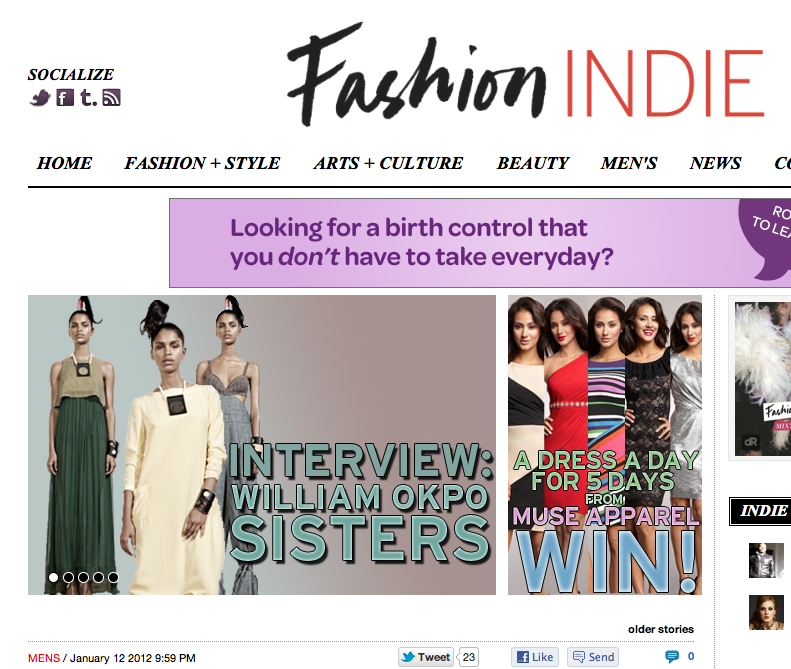 SOCIALIZE
Fashion INDIE
HOME FASHION + STYLE ARTS + CULTURE BEAUTY MEN'S NEWS
Looking for a birth control that
you don't have to take everyday?
RO
TO LEA
INTERVIEW:
WILLIAM OKPO
SISTERS
A DRESS A DAY
FOR 5 DAYS
FROM
MUSE APPAREL
WIN!
dR
INDIE
older stories
MENS / January 12 2012 9:59 PM Tweet 23 Like Send 0